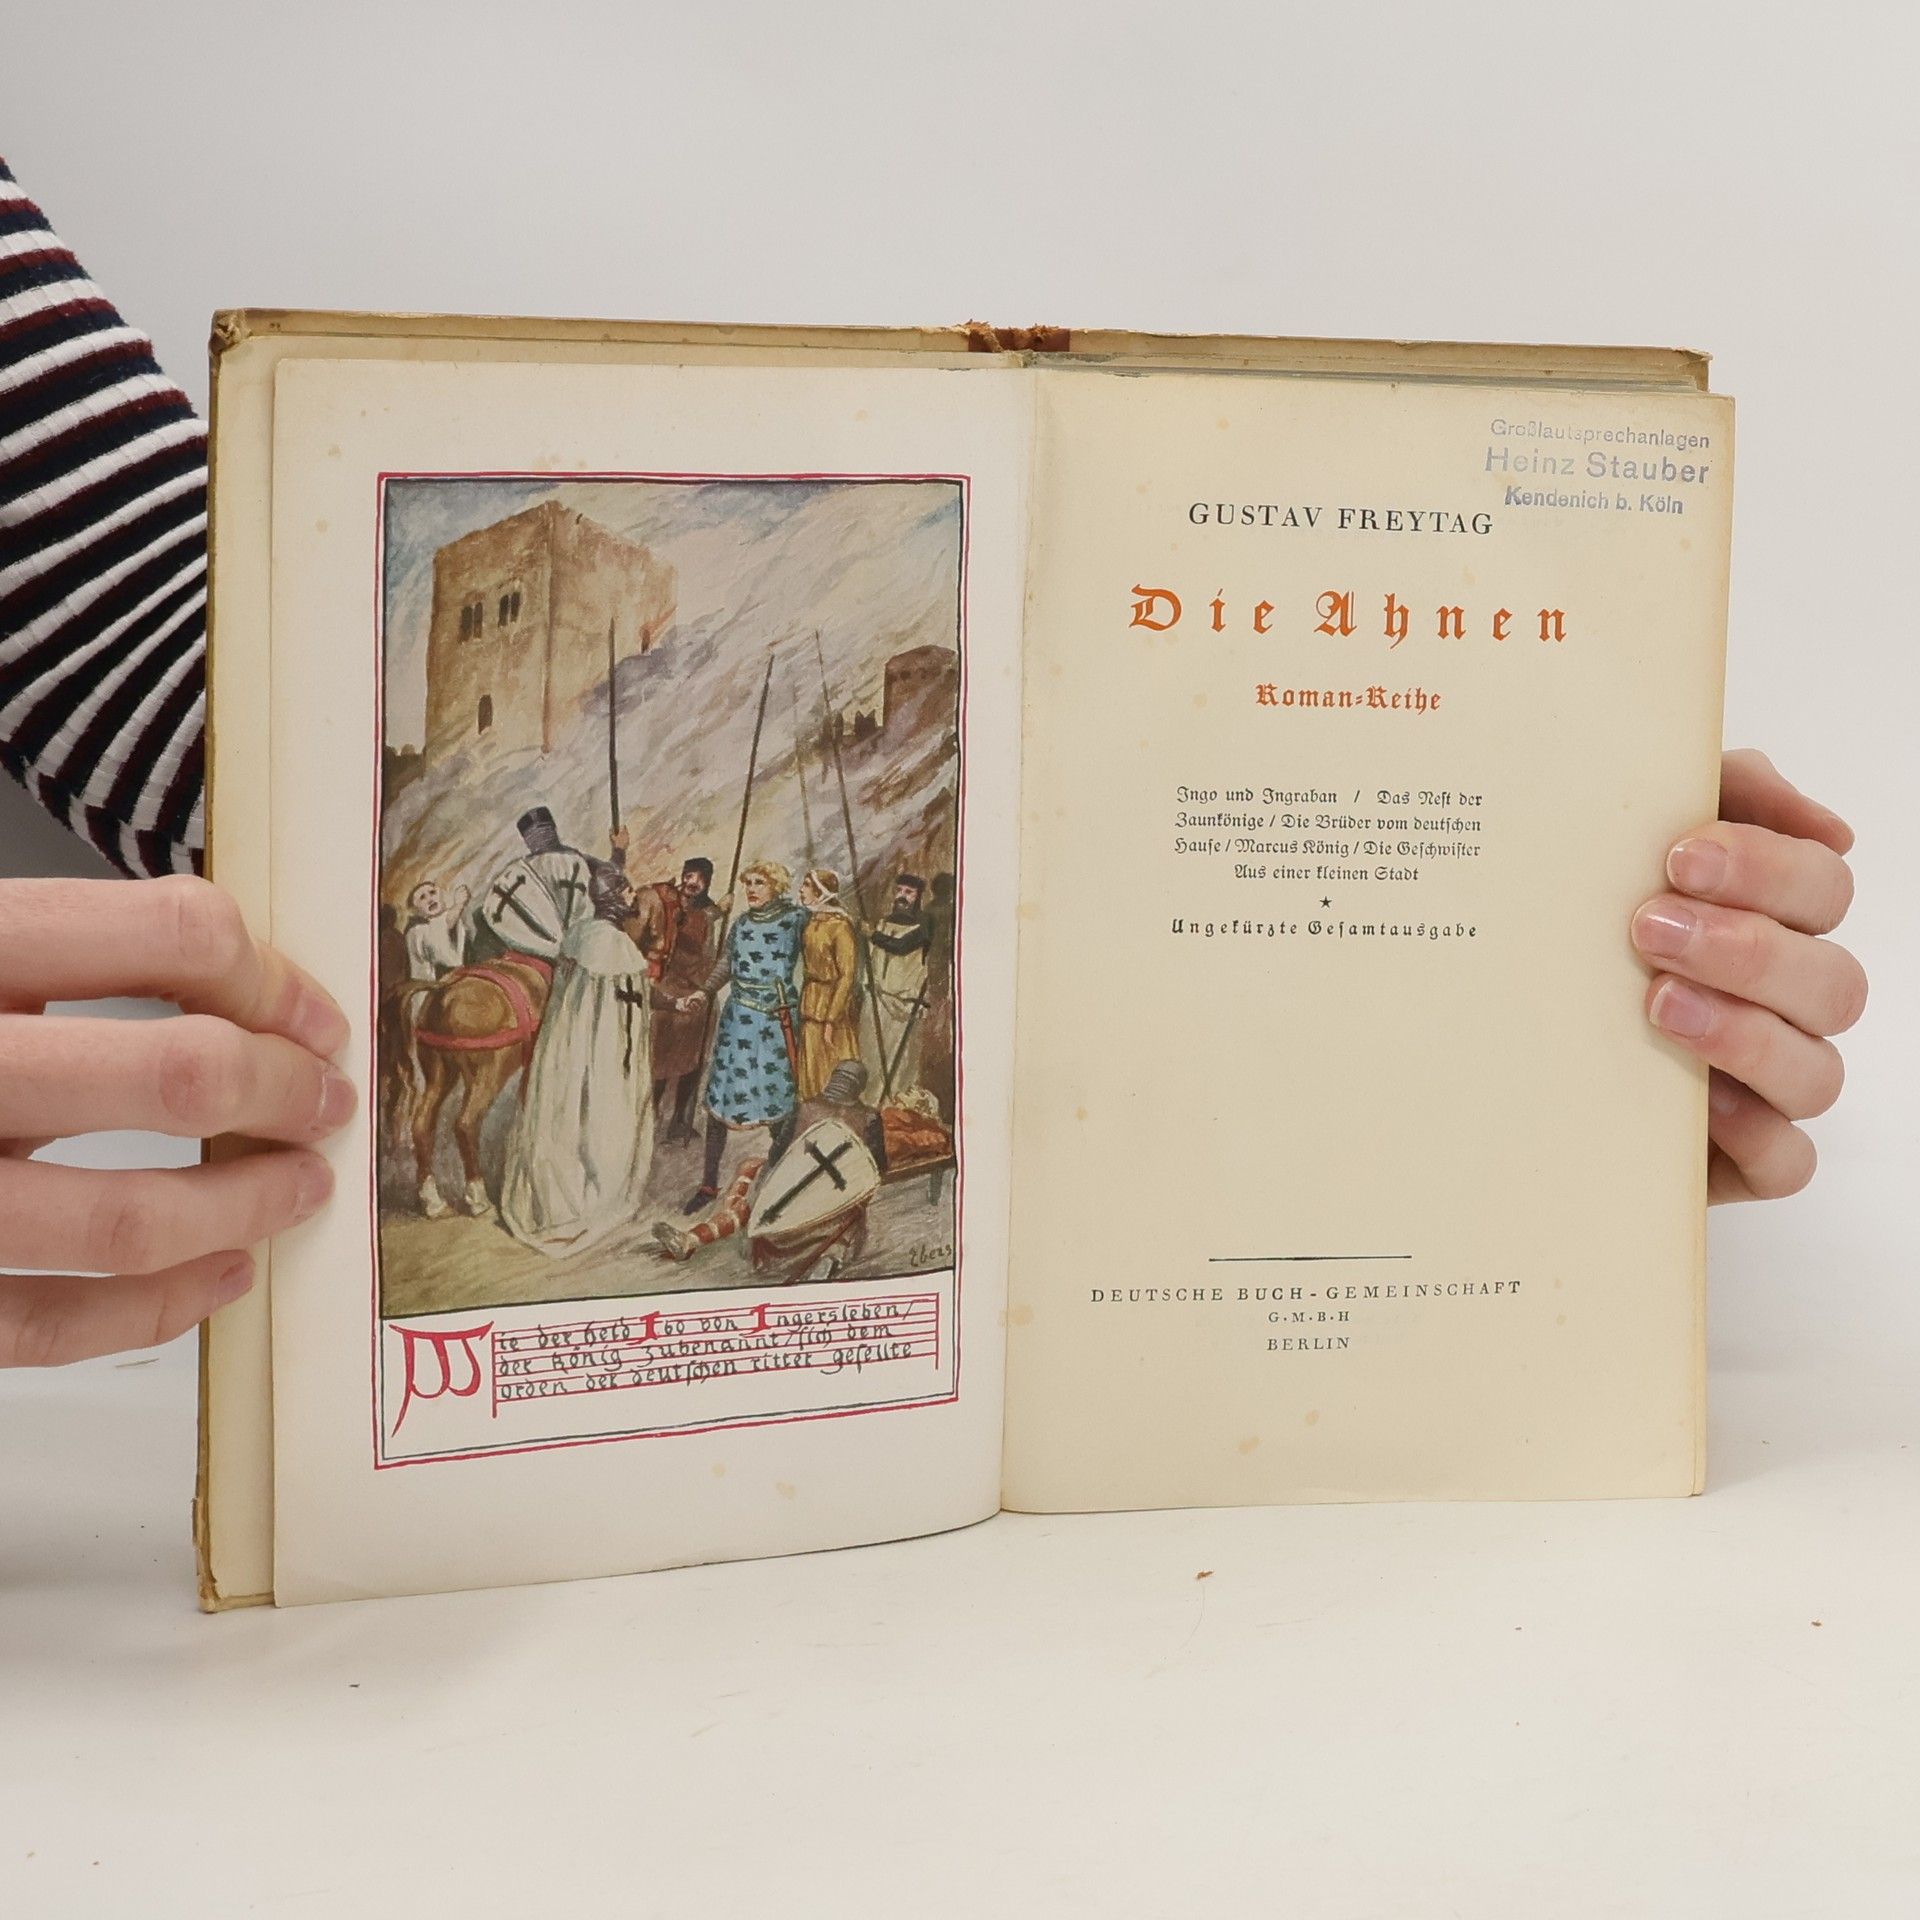 Ebers
Wie der held Ibo von Ingersleben/
der König zubenannt/sich dem
orden der deutschen ritter gesellte
Großlautsprechanlagen
Heinz Stauber
Kendenich b. Köln
GUSTAV FREYTAG
Die Ahnen
Roman-Reihe
Ingo und Ingraban / Das Nest der
Zaunkönige / Die Brüder vom deutschen
Hause / Marcus König / Die Geschwister
Aus einer kleinen Stadt
★
Ungekürzte Gesamtausgabe
DEUTSCHE BUCH-GEMEINSCHAFT
G·M·B·H
BERLIN